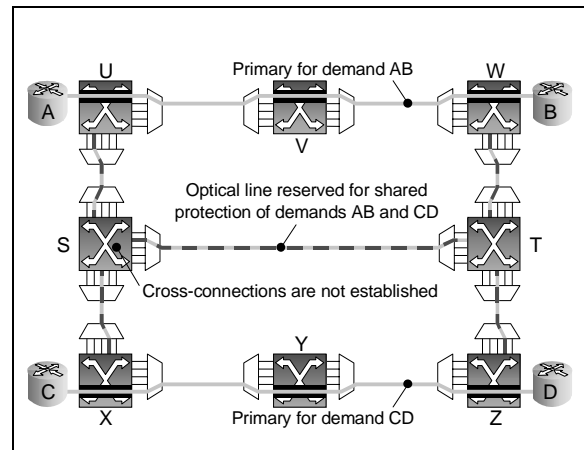 U
Primary for demand AB
W
A
B
V
Optical line reserved for shared
protection of demands AB and CD
S
T
Cross-connections are not established
Y
C
D
X
Primary for demand CD
Z